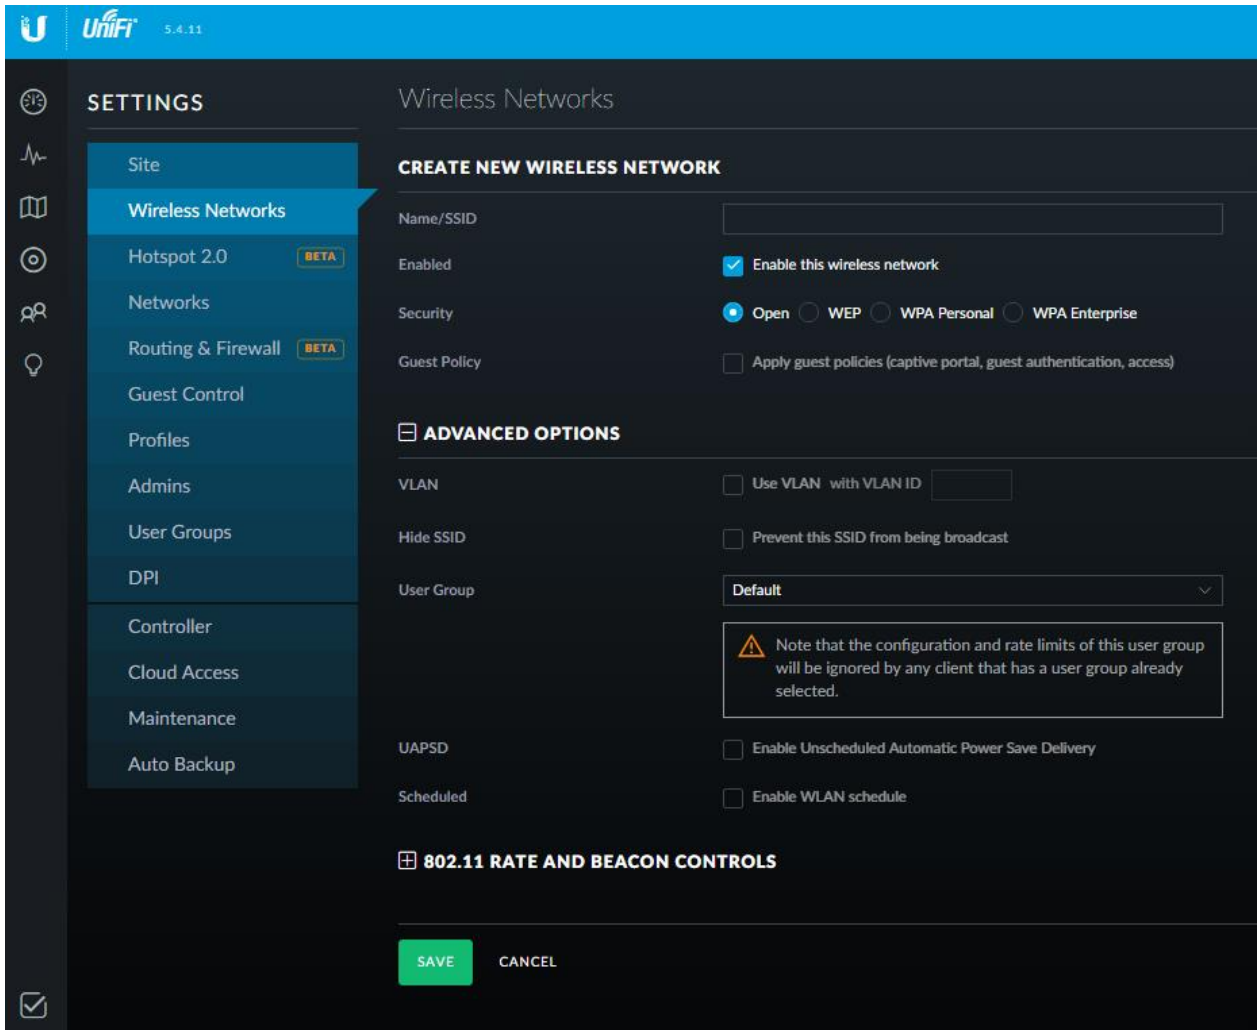 UniFi 5.4.11
SETTINGS
Site
Wireless Networks
Hotspot 2.0 BETA
Networks
Routing & Firewall BETA
Guest Control
Profiles
Admins
User Groups
DPI
Controller
Cloud Access
Maintenance
Auto Backup
Wireless Networks
CREATE NEW WIRELESS NETWORK
Name/SSID
Enabled Enable this wireless network
Security Open WEP WPA Personal WPA Enterprise
Guest Policy Apply guest policies (captive portal, guest authentication, access)
ADVANCED OPTIONS
VLAN Use VLAN with VLAN ID
Hide SSID Prevent this SSID from being broadcast
User Group Default
Note that the configuration and rate limits of this user group
will be ignored by any client that has a user group already
selected.
UAPSD Enable Unscheduled Automatic Power Save Delivery
Scheduled Enable WLAN schedule
802.11 RATE AND BEACON CONTROLS
SAVE CANCEL